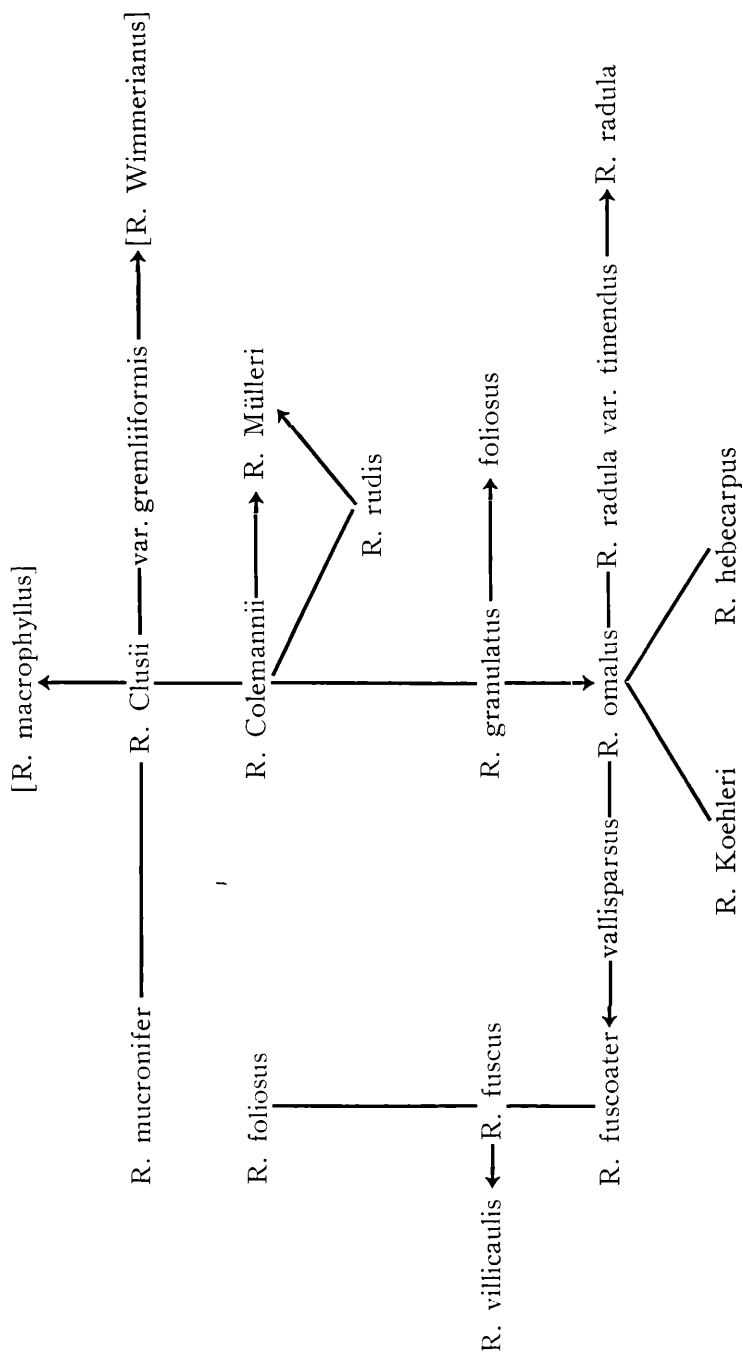 [R. macrophyllus]
R. mucronifer R. Clusii var. gremliiformis [R. Wimmerianus]
R. foliosus R. Colemannii R. Mülleri
R. rudis
R. villicaulis R. fuscus R. granulatus foliosus
R. fuscoater vallisparsus R. omalus R. radula var. timendus R. radula
R. Koehleri R. hebecarpus